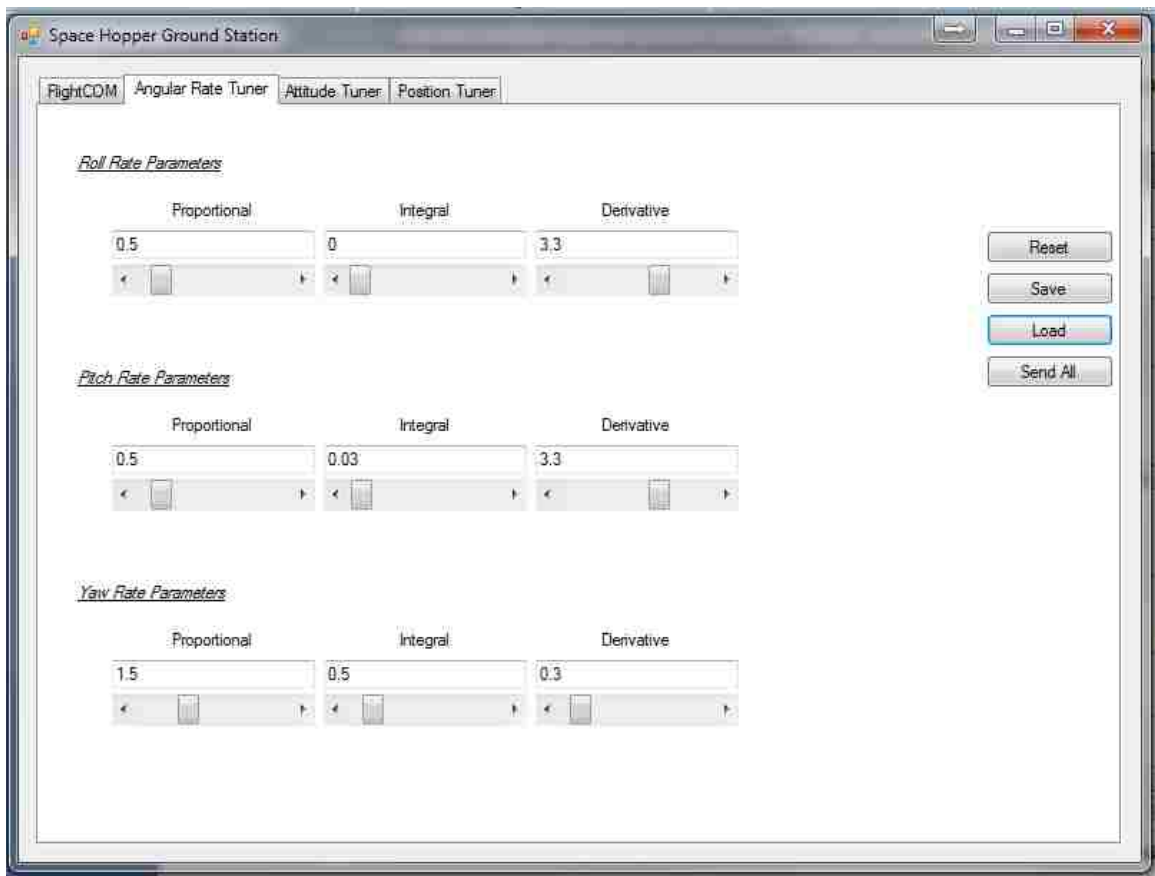 Space Hopper Ground Station
FlightCOM Angular Rate Tuner Attitude Tuner Position Tuner
Roll Rate Parameters
Proportional Integral Derivative
0.5 0 3.3
Reset
Save
Load
Send All
Pitch Rate Parameters
Proportional Integral Derivative
0.5 0.03 3.3
Yaw Rate Parameters
Proportional Integral Derivative
1.5 0.5 0.3